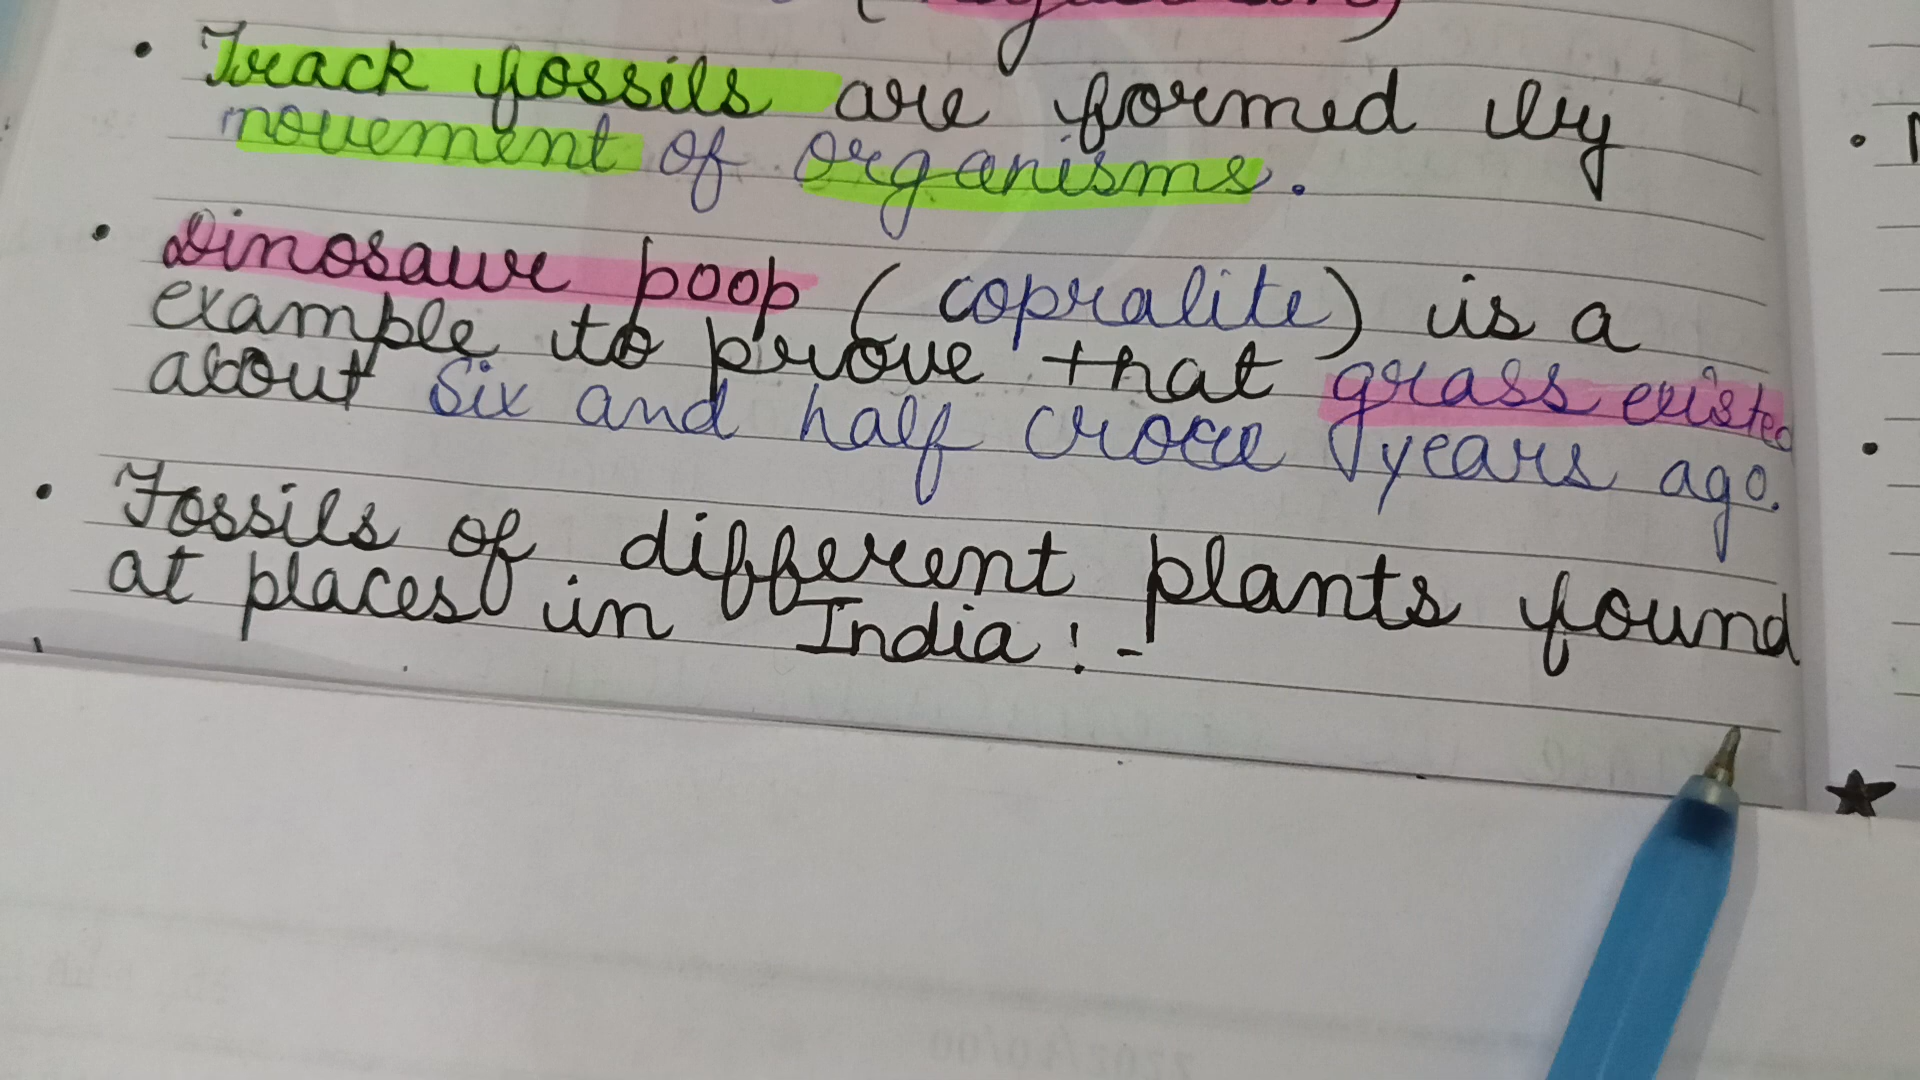 • Track fossils are formed by
movement of organisms.
• Dinosaur poop (copralite) is a
example to prove that grass existed
about Six and half crore years ago.
• Fossils of different plants found
at places in India :-